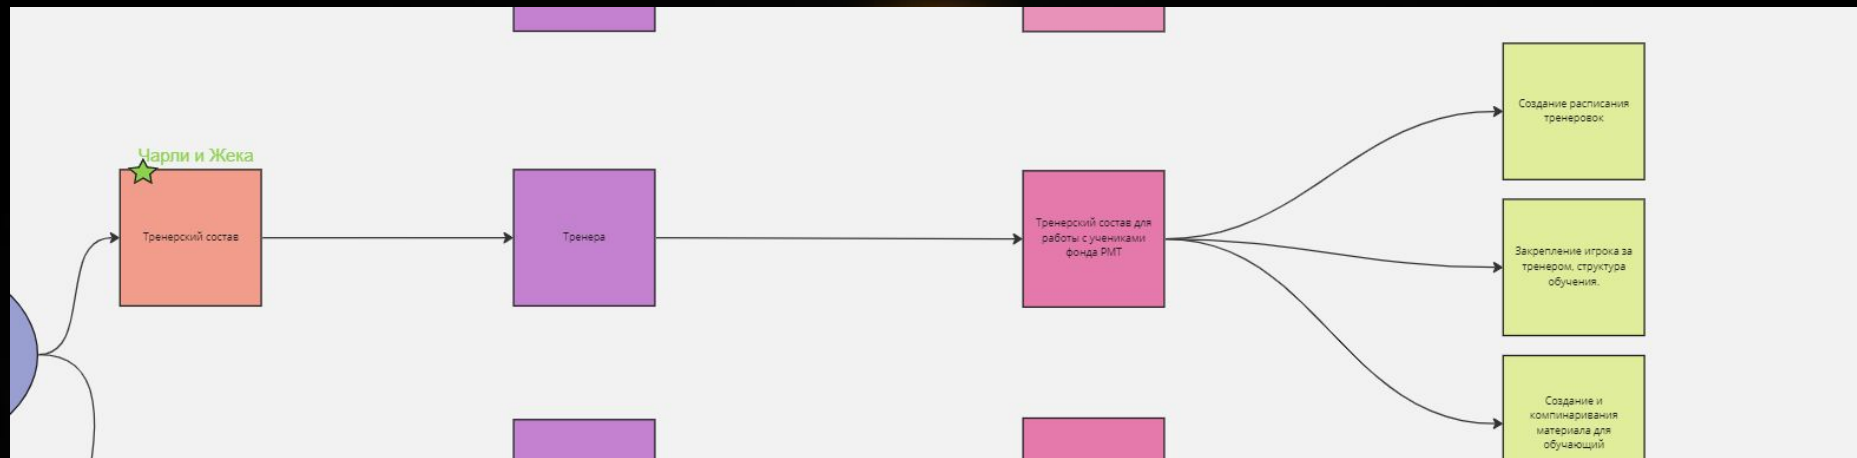 Чарли и Жека
Тренерский состав
Тренера
Тренерский состав для
работы с учениками
фонда РМТ
Создание расписания
тренеровок
Закрепление игрока за
тренером, структура
обучения.
Создание и
компинаривания
материала для
обучающий